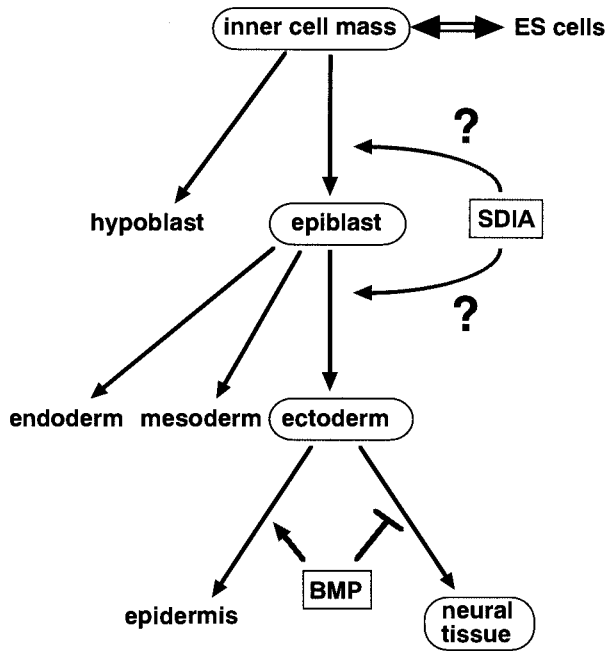 inner cell mass
ES cells
?
hypoblast
epiblast
SDIA
?
endoderm
mesoderm
ectoderm
BMP
epidermis
neural
tissue